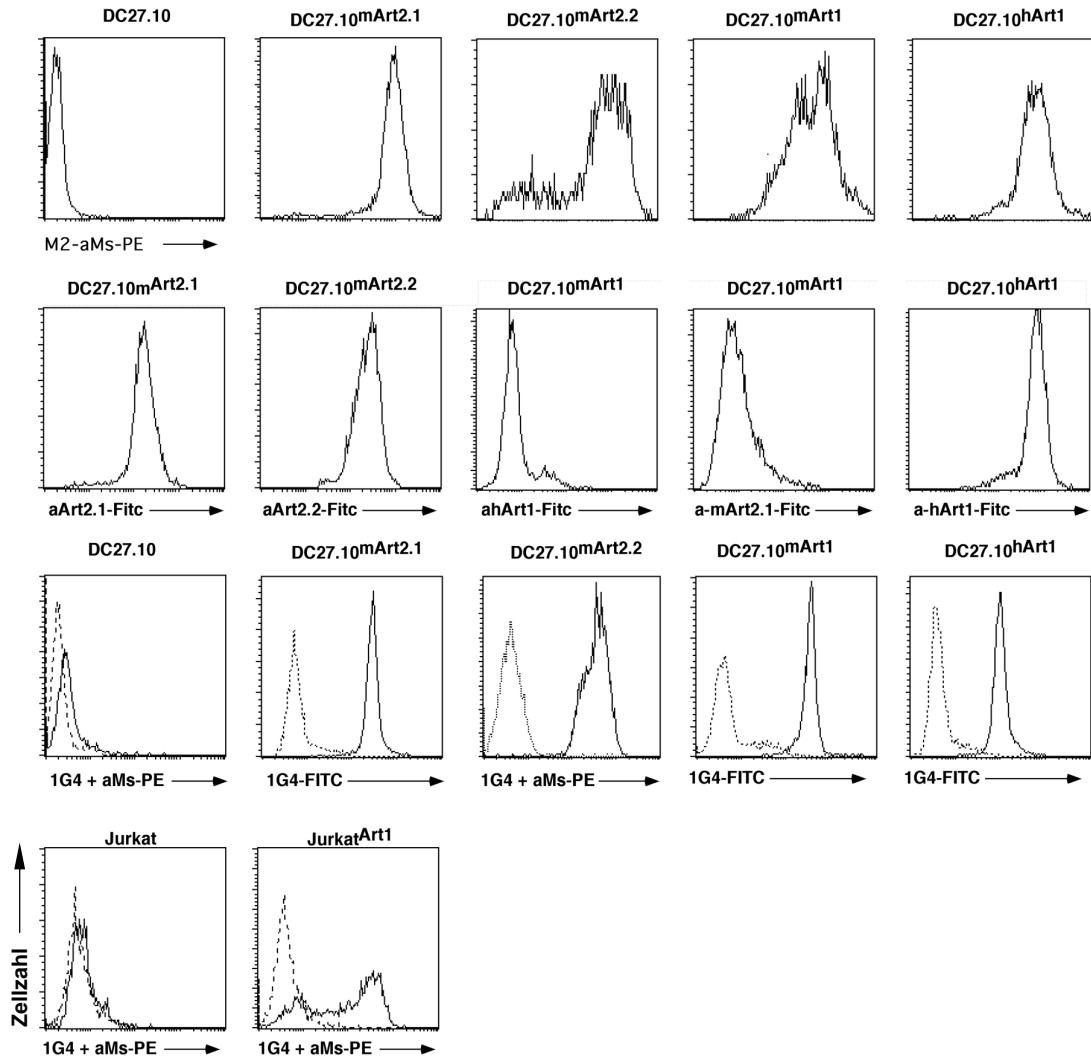 DC27.10 DC27.10mArt2.1 DC27.10mArt2.2 DC27.10mArt1 DC27.10hArt1
M2-aMs-PE
DC27.10mArt2.1 DC27.10mArt2.2 DC27.10mArt1 DC27.10mArt1 DC27.10hArt1
aArt2.1-Fitc aArt2.2-Fitc ahArt1-Fitc a-mArt2.1-Fitc a-hArt1-Fitc
DC27.10 DC27.10mArt2.1 DC27.10mArt2.2 DC27.10mArt1 DC27.10hArt1
1G4 + aMs-PE 1G4-FITC 1G4 + aMs-PE 1G4-FITC 1G4-FITC
Jurkat JurkatArt1
Zellzahl
1G4 + aMs-PE 1G4 + aMs-PE